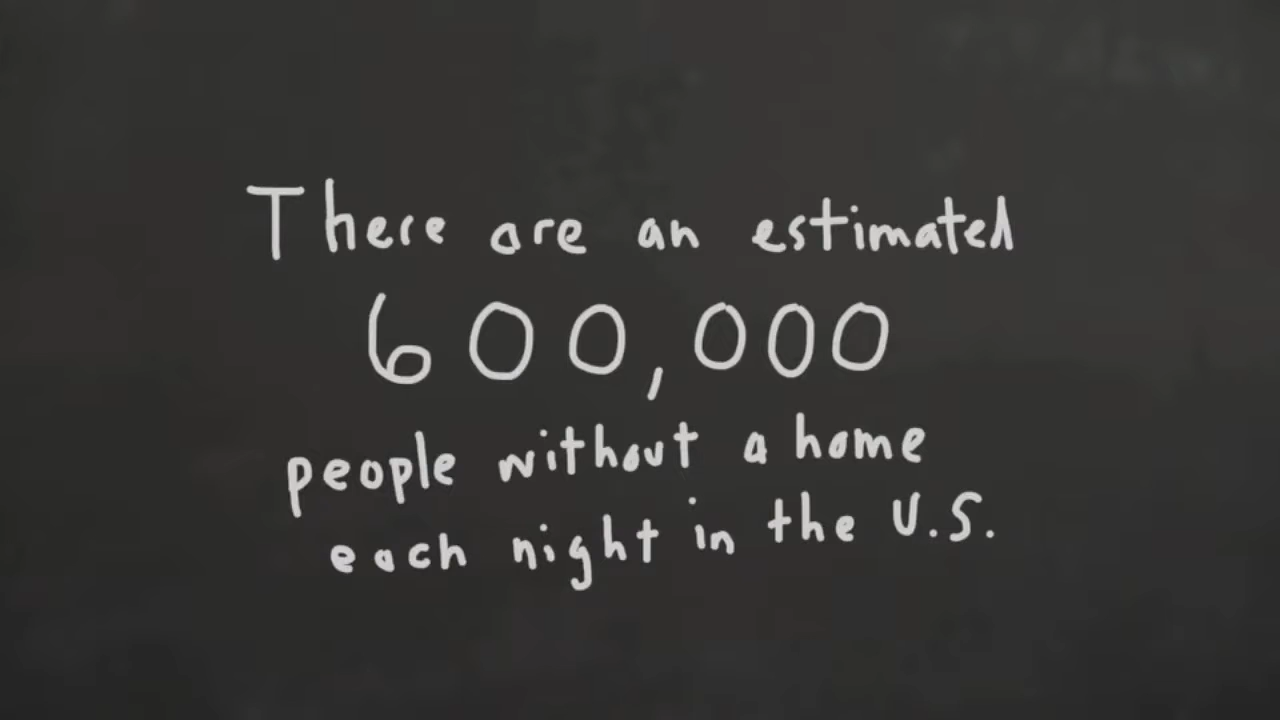 There are an estimated
600,000
people without a home
each night in the U.S.